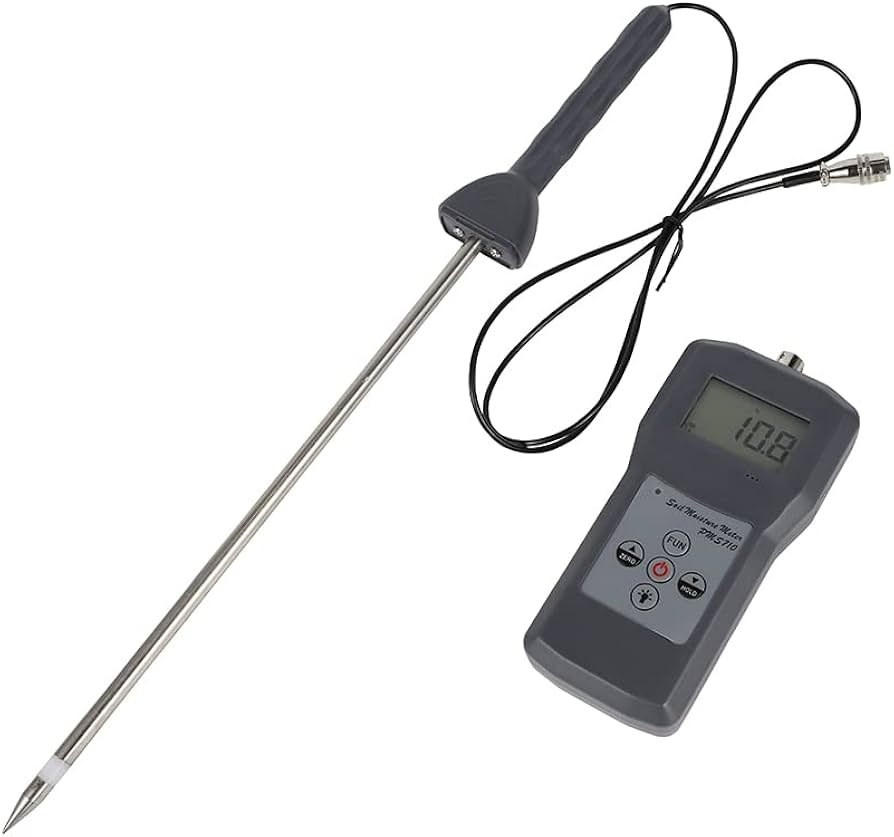 10.8
Soil Moisture Meter
PMS710
FUN
ZERO
HOLD